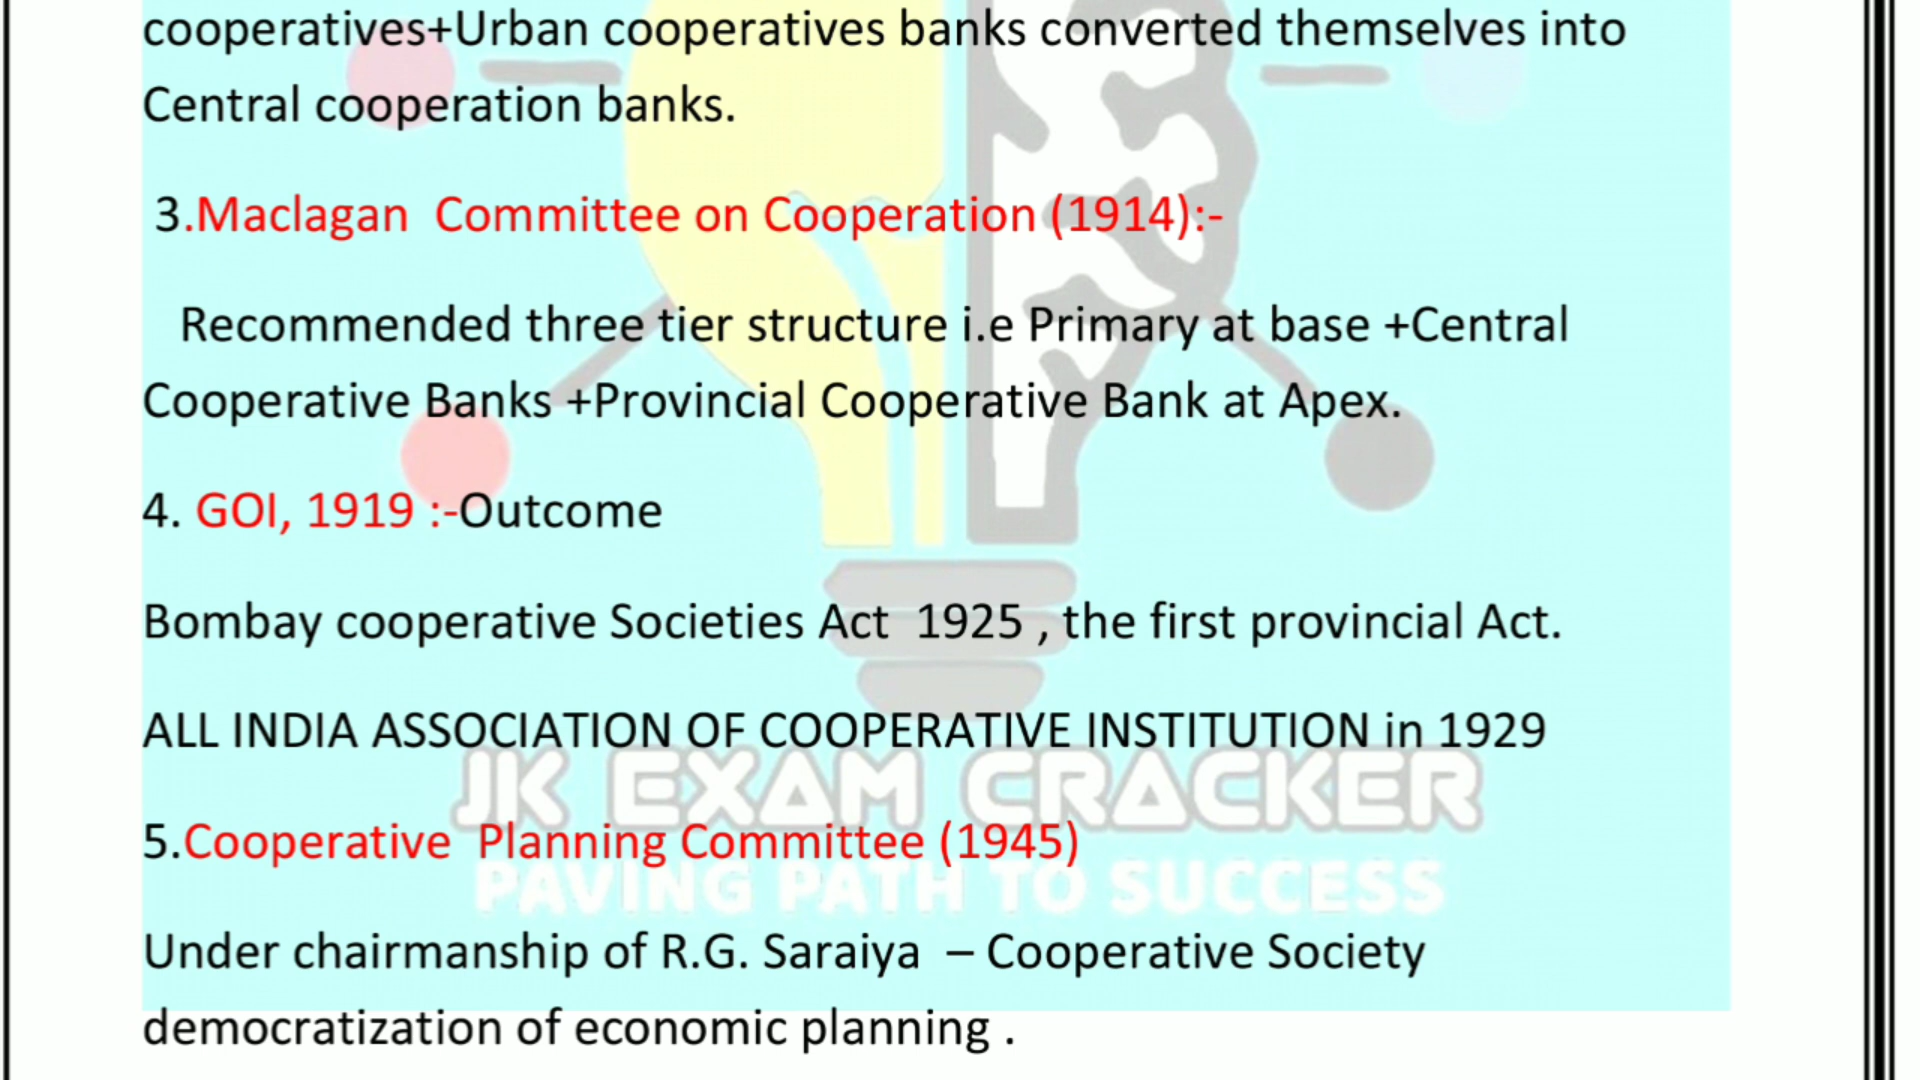 cooperatives+Urban cooperatives banks converted themselves into
Central cooperation banks.
3.Maclagan  Committee on Cooperation (1914):-
Recommended three tier structure i.e Primary at base +Central
Cooperative Banks +Provincial Cooperative Bank at Apex.
4. GOI, 1919 :-Outcome
Bombay cooperative Societies Act  1925 , the first provincial Act.
ALL INDIA ASSOCIATION OF COOPERATIVE INSTITUTION in 1929
JK EXAM CRACKER
5.Cooperative  Planning Committee (1945)
PAVING PATH TO SUCCESS
Under chairmanship of R.G. Saraiya  – Cooperative Society
democratization of economic planning .